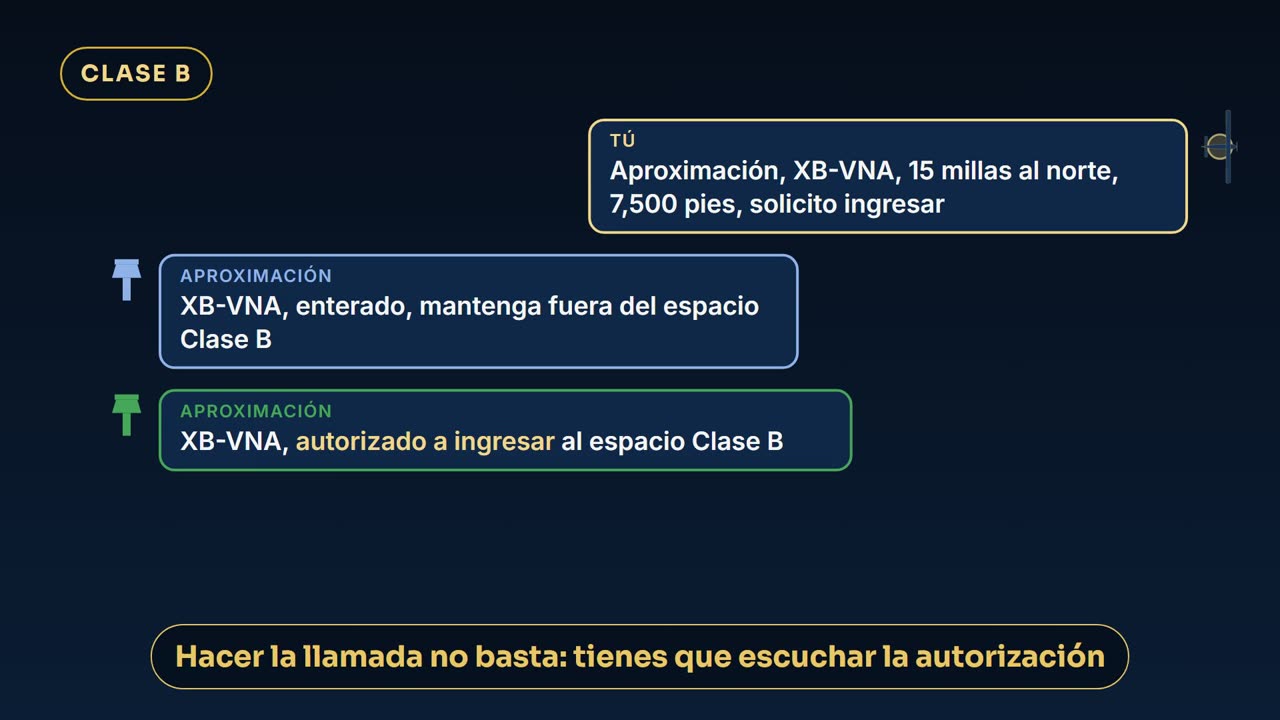 CLASE B
TÚ
Aproximación, XB-VNA, 15 millas al norte,
7,500 pies, solicito ingresar
APROXIMACIÓN
XB-VNA, enterado, mantenga fuera del espacio
Clase B
APROXIMACIÓN
XB-VNA, autorizado a ingresar al espacio Clase B
Hacer la llamada no basta: tienes que escuchar la autorización